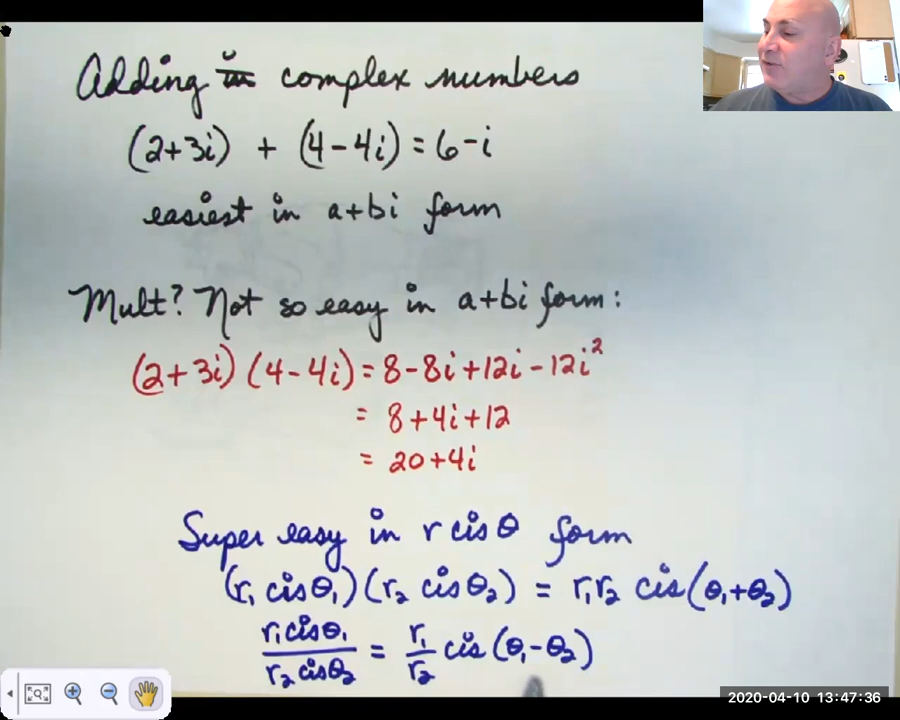 Adding complex numbers
(2+3i) + (4-4i) = 6-i
easiest in a+bi form
Mult? Not so easy in a+bi form:
(2+3i)(4-4i) = 8-8i+12i-12i²
= 8+4i+12
= 20+4i
Super easy in r cis θ form
(r₁ cis θ₁)(r₂ cis θ₂) = r₁r₂ cis(θ₁+θ₂)
r₁ cis θ₁/r₂ cis θ₂ = r₁/r₂ cis(θ₁-θ₂)
2020-04-10 13:47:36